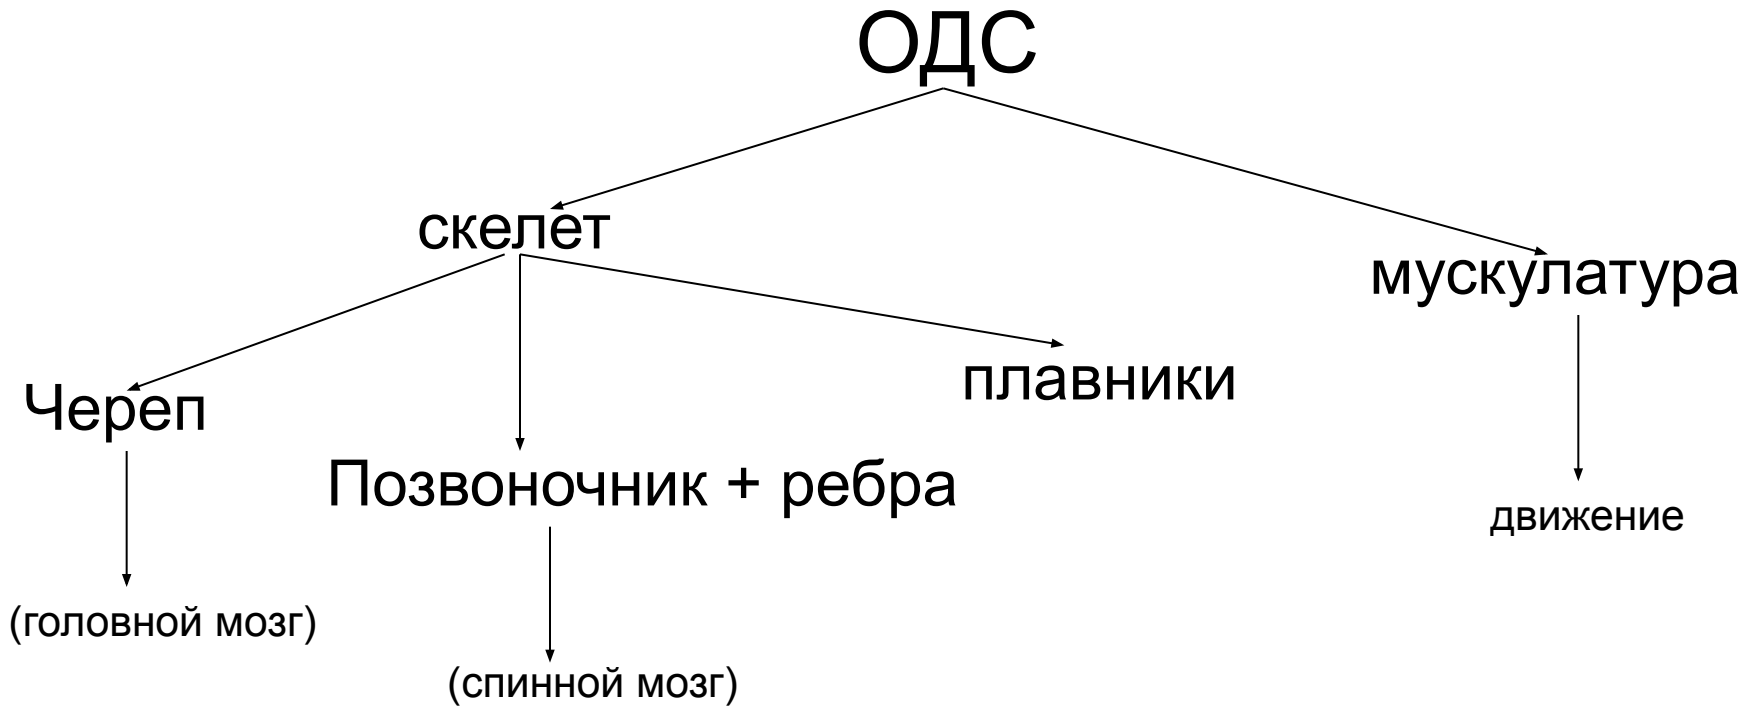 ОДС
скелет
мускулатура
плавники
Череп
Позвоночник + ребра
движение
(головной мозг)
(спинной мозг)